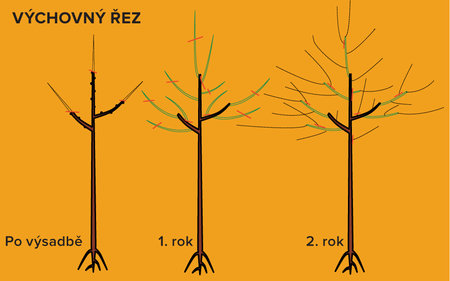 VÝCHOVNÝ ŘEZ
Po výsadbě
1. rok
2. rok